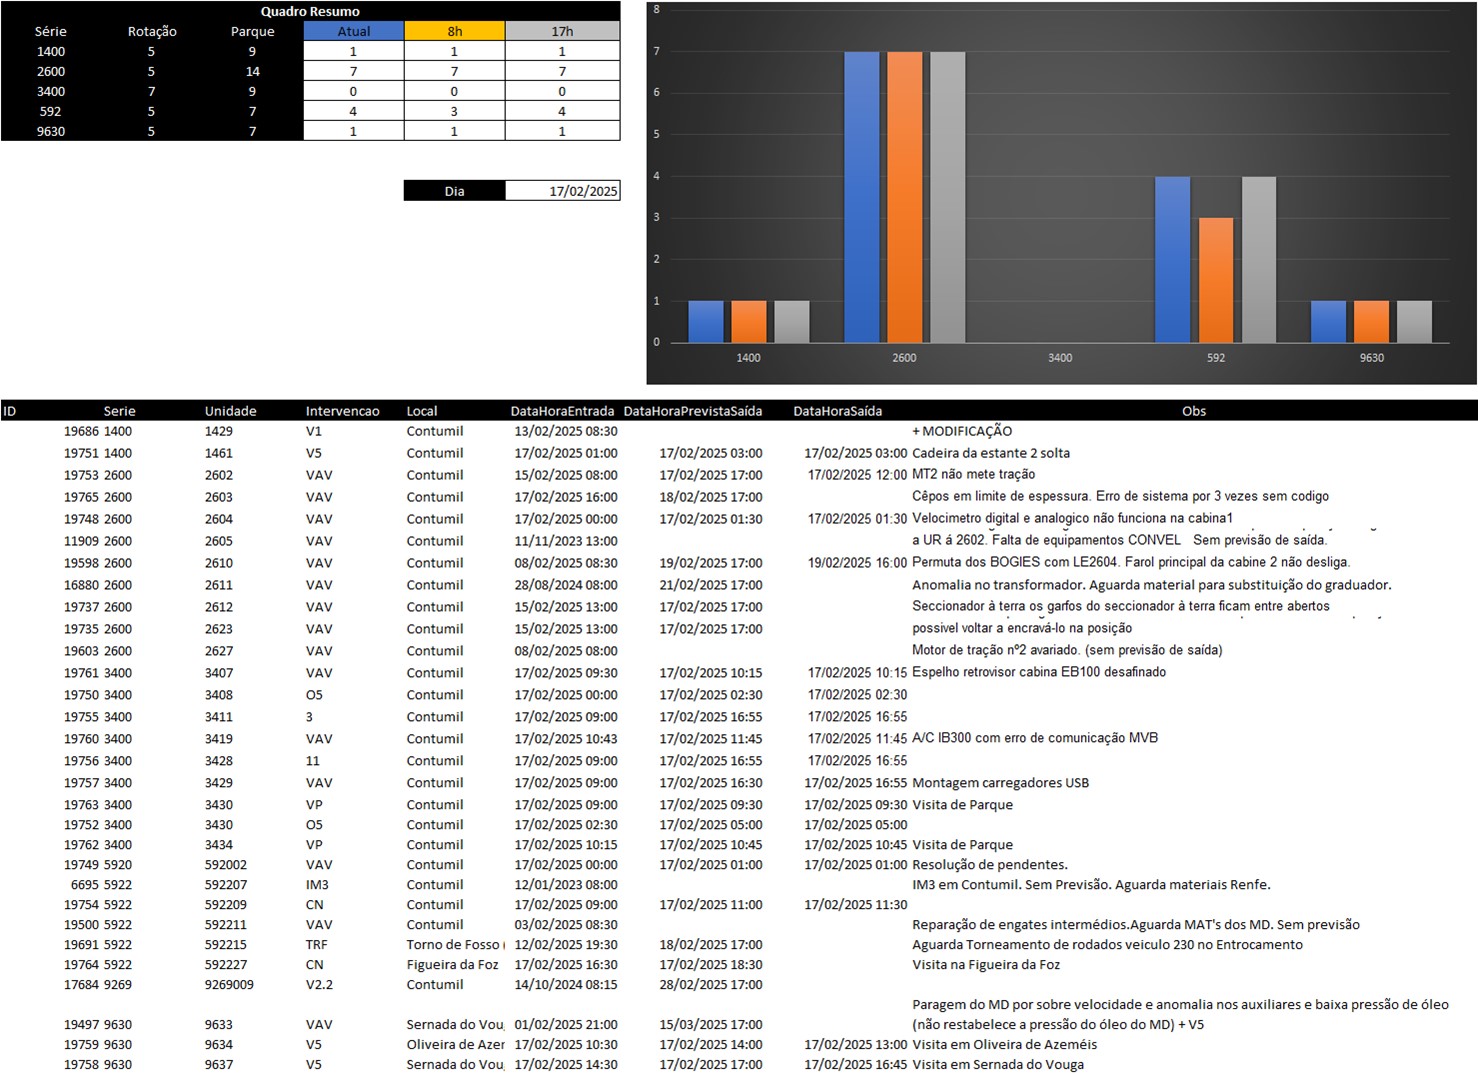 Quadro Resumo
Série Rotação Parque Atual 8h 17h
1400 5 9 1 1 1
2600 5 14 7 7 7
3400 7 9 0 0 0
592 5 7 4 3 4
9630 5 7 1 1 1
Dia 17/02/2025
8
7
6
5
4
3
2
1
0
1400 2600 3400 592 9630
ID Serie Unidade Intervencao Local DataHoraEntrada DataHoraPrevistaSaída DataHoraSaída Obs
19686 1400 1429 V1 Contumil 13/02/2025 08:30 + MODIFICAÇÃO
19751 1400 1461 V5 Contumil 17/02/2025 01:00 17/02/2025 03:00 17/02/2025 03:00 Cadeira da estante 2 solta
19753 2600 2602 VAV Contumil 15/02/2025 08:00 17/02/2025 17:00 17/02/2025 12:00 MT2 não mete tração
19765 2600 2603 VAV Contumil 17/02/2025 16:00 18/02/2025 17:00 Cêpos em limite de espessura. Erro de sistema por 3 vezes sem codigo
19748 2600 2604 VAV Contumil 17/02/2025 00:00 17/02/2025 01:30 17/02/2025 01:30 Velocimetro digital e analogico não funciona na cabina1
11909 2600 2605 VAV Contumil 11/11/2023 13:00 a UR á 2602. Falta de equipamentos CONVEL Sem previsão de saída.
19598 2600 2610 VAV Contumil 08/02/2025 08:30 19/02/2025 17:00 19/02/2025 16:00 Permuta dos BOGIES com LE2604. Farol principal da cabine 2 não desliga.
16880 2600 2611 VAV Contumil 28/08/2024 08:00 21/02/2025 17:00 Anomalia no transformador. Aguarda material para substituição do graduador.
19737 2600 2612 VAV Contumil 15/02/2025 13:00 17/02/2025 17:00 Seccionador à terra os garfos do seccionador à terra ficam entre abertos
19735 2600 2623 VAV Contumil 15/02/2025 13:00 17/02/2025 17:00 possivel voltar a encravá-lo na posição
19603 2600 2627 VAV Contumil 08/02/2025 08:00 Motor de tração nº2 avariado. (sem previsão de saída)
19761 3400 3407 VAV Contumil 17/02/2025 09:30 17/02/2025 10:15 17/02/2025 10:15 Espelho retrovisor cabina EB100 desafinado
19750 3400 3408 O5 Contumil 17/02/2025 00:00 17/02/2025 02:30 17/02/2025 02:30
19755 3400 3411 3 Contumil 17/02/2025 09:00 17/02/2025 16:55 17/02/2025 16:55
19760 3400 3419 VAV Contumil 17/02/2025 10:43 17/02/2025 11:45 17/02/2025 11:45 A/C IB300 com erro de comunicação MVB
19756 3400 3428 11 Contumil 17/02/2025 09:00 17/02/2025 16:55 17/02/2025 16:55
19757 3400 3429 VAV Contumil 17/02/2025 09:00 17/02/2025 16:30 17/02/2025 16:55 Montagem carregadores USB
19763 3400 3430 VP Contumil 17/02/2025 09:00 17/02/2025 09:30 17/02/2025 09:30 Visita de Parque
19752 3400 3430 O5 Contumil 17/02/2025 02:30 17/02/2025 05:00 17/02/2025 05:00
19762 3400 3434 VP Contumil 17/02/2025 10:15 17/02/2025 10:45 17/02/2025 10:45 Visita de Parque
19749 5920 592002 VAV Contumil 17/02/2025 00:00 17/02/2025 01:00 17/02/2025 01:00 Resolução de pendentes.
6695 5922 592207 IM3 Contumil 12/01/2023 08:00 IM3 em Contumil. Sem Previsão. Aguarda materiais Renfe.
19754 5922 592209 CN Contumil 17/02/2025 09:00 17/02/2025 11:00 17/02/2025 11:30
19500 5922 592211 VAV Contumil 03/02/2025 08:30 Reparação de engates intermédios.Aguarda MAT's dos MD. Sem previsão
19691 5922 592215 TRF Torno de Fosso ( 12/02/2025 19:30 18/02/2025 17:00 Aguarda Torneamento de rodados veiculo 230 no Entrocamento
19764 5922 592227 CN Figueira da Foz 17/02/2025 16:30 17/02/2025 18:30 Visita na Figueira da Foz
17684 9269 9269009 V2.2 Contumil 14/10/2024 08:15 28/02/2025 17:00
Paragem do MD por sobre velocidade e anomalia nos auxiliares e baixa pressão de óleo
19497 9630 9633 VAV Sernada do Vou 01/02/2025 21:00 15/03/2025 17:00 (não restabelece a pressão do óleo do MD) + V5
19759 9630 9634 V5 Oliveira de Azer 17/02/2025 10:30 17/02/2025 14:00 17/02/2025 13:00 Visita em Oliveira de Azeméis
19758 9630 9637 V5 Sernada do Vou 17/02/2025 14:30 17/02/2025 17:00 17/02/2025 16:45 Visita em Sernada do Vouga